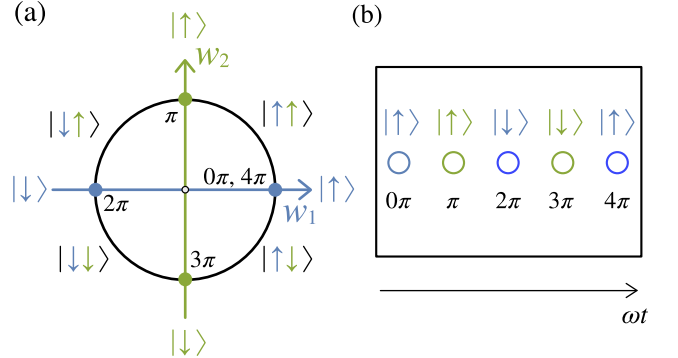 (a)
|↑⟩
w₂
π
|↓↑⟩
|↑↑⟩
|↓⟩
2π
0π, 4π
w₁
|↑⟩
|↓↓⟩
3π
|↑↓⟩
|↓⟩
(b)
|↑⟩ |↑⟩ |↓⟩ |↓⟩ |↑⟩
0π π 2π 3π 4π
ωt